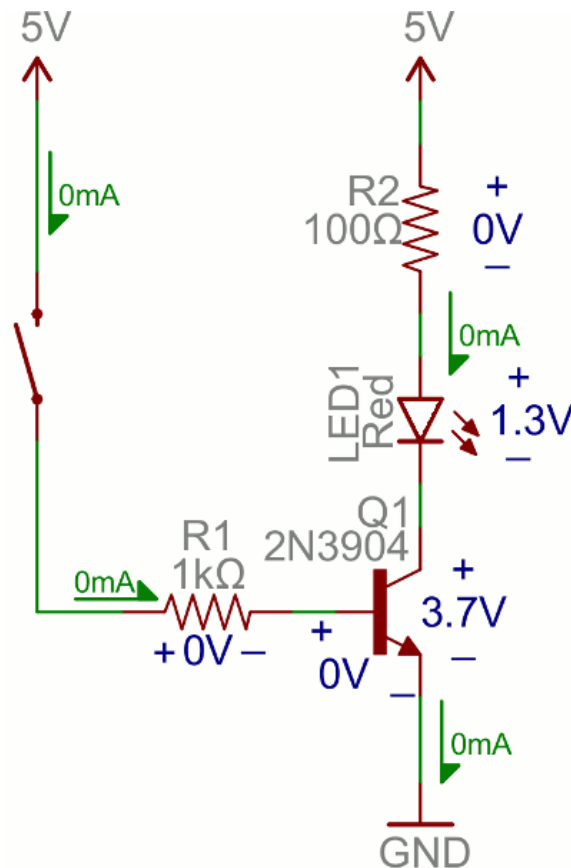 5V
5V
0mA
R2
100Ω
+
0V
–
0mA
LED1
Red
+
1.3V
–
Q1
2N3904
R1
1kΩ
0mA
+0V–
+
0V
–
+
3.7V
–
0mA
GND